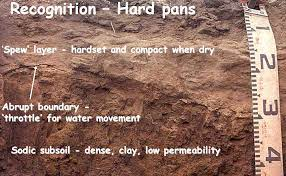 Recognition – Hard pans
'Spew' layer - hardset and compact when dry
Abrupt boundary -
'throttle' for water movement
Sodic subsoil - dense, clay, low permeability
1
2
3
4